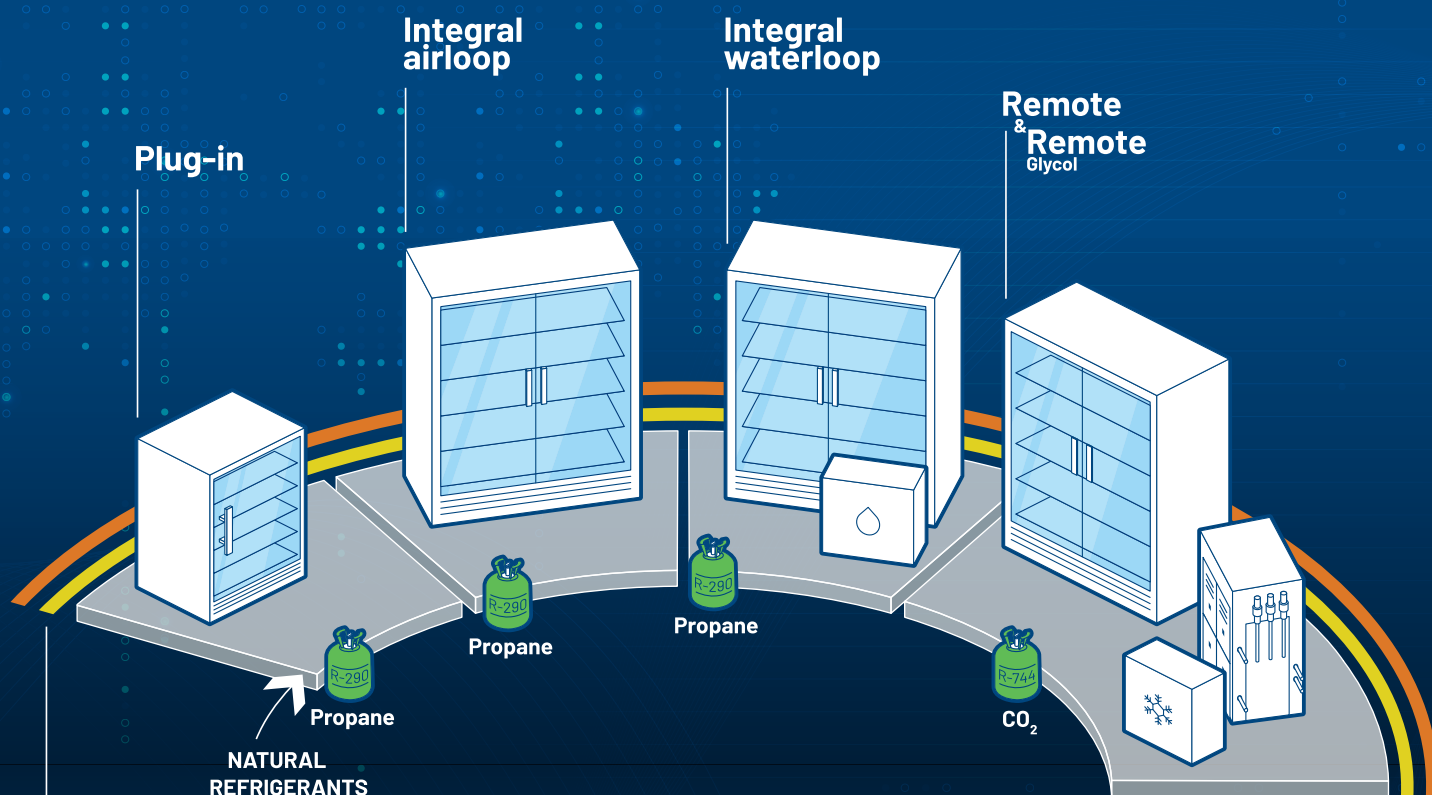 Integral
airloop
Integral
waterloop
Remote
&
Remote
Glycol
Plug-in
R-290
Propane
R-290
Propane
R-290
Propane
R-744
CO₂
NATURAL
REFRIGERANTS